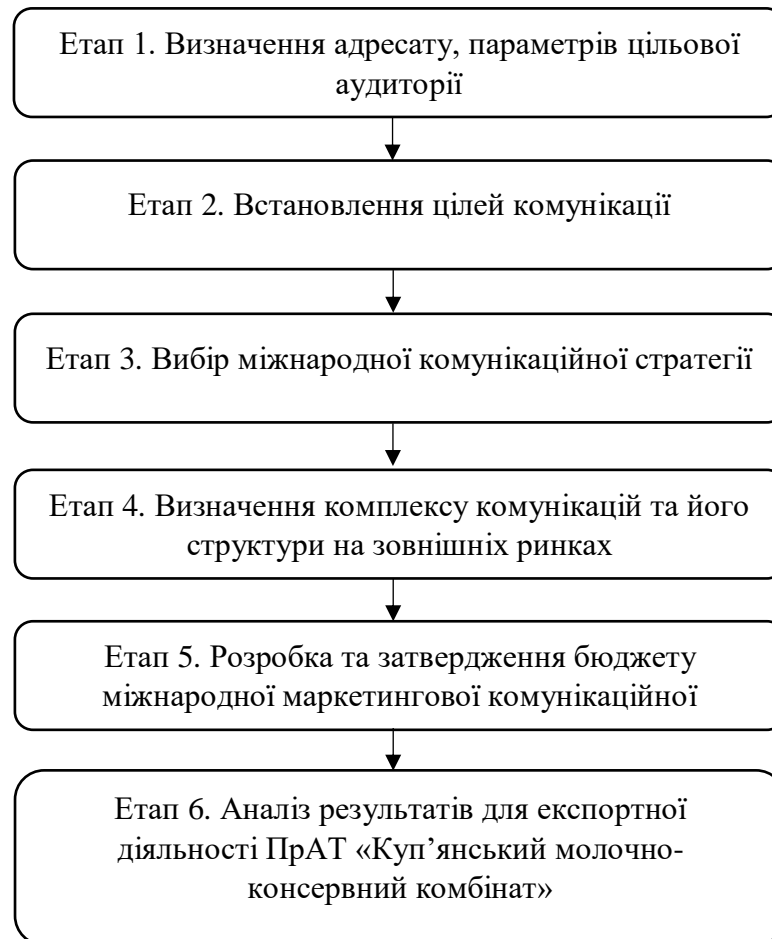 Етап 1. Визначення адресату, параметрів цільової
аудиторії
Етап 2. Встановлення цілей комунікації
Етап 3. Вибір міжнародної комунікаційної стратегії
Етап 4. Визначення комплексу комунікацій та його
структури на зовнішніх ринках
Етап 5. Розробка та затвердження бюджету
міжнародної маркетингової комунікаційної
Етап 6. Аналіз результатів для експортної
діяльності ПрАТ «Куп’янський молочно-
консервний комбінат»